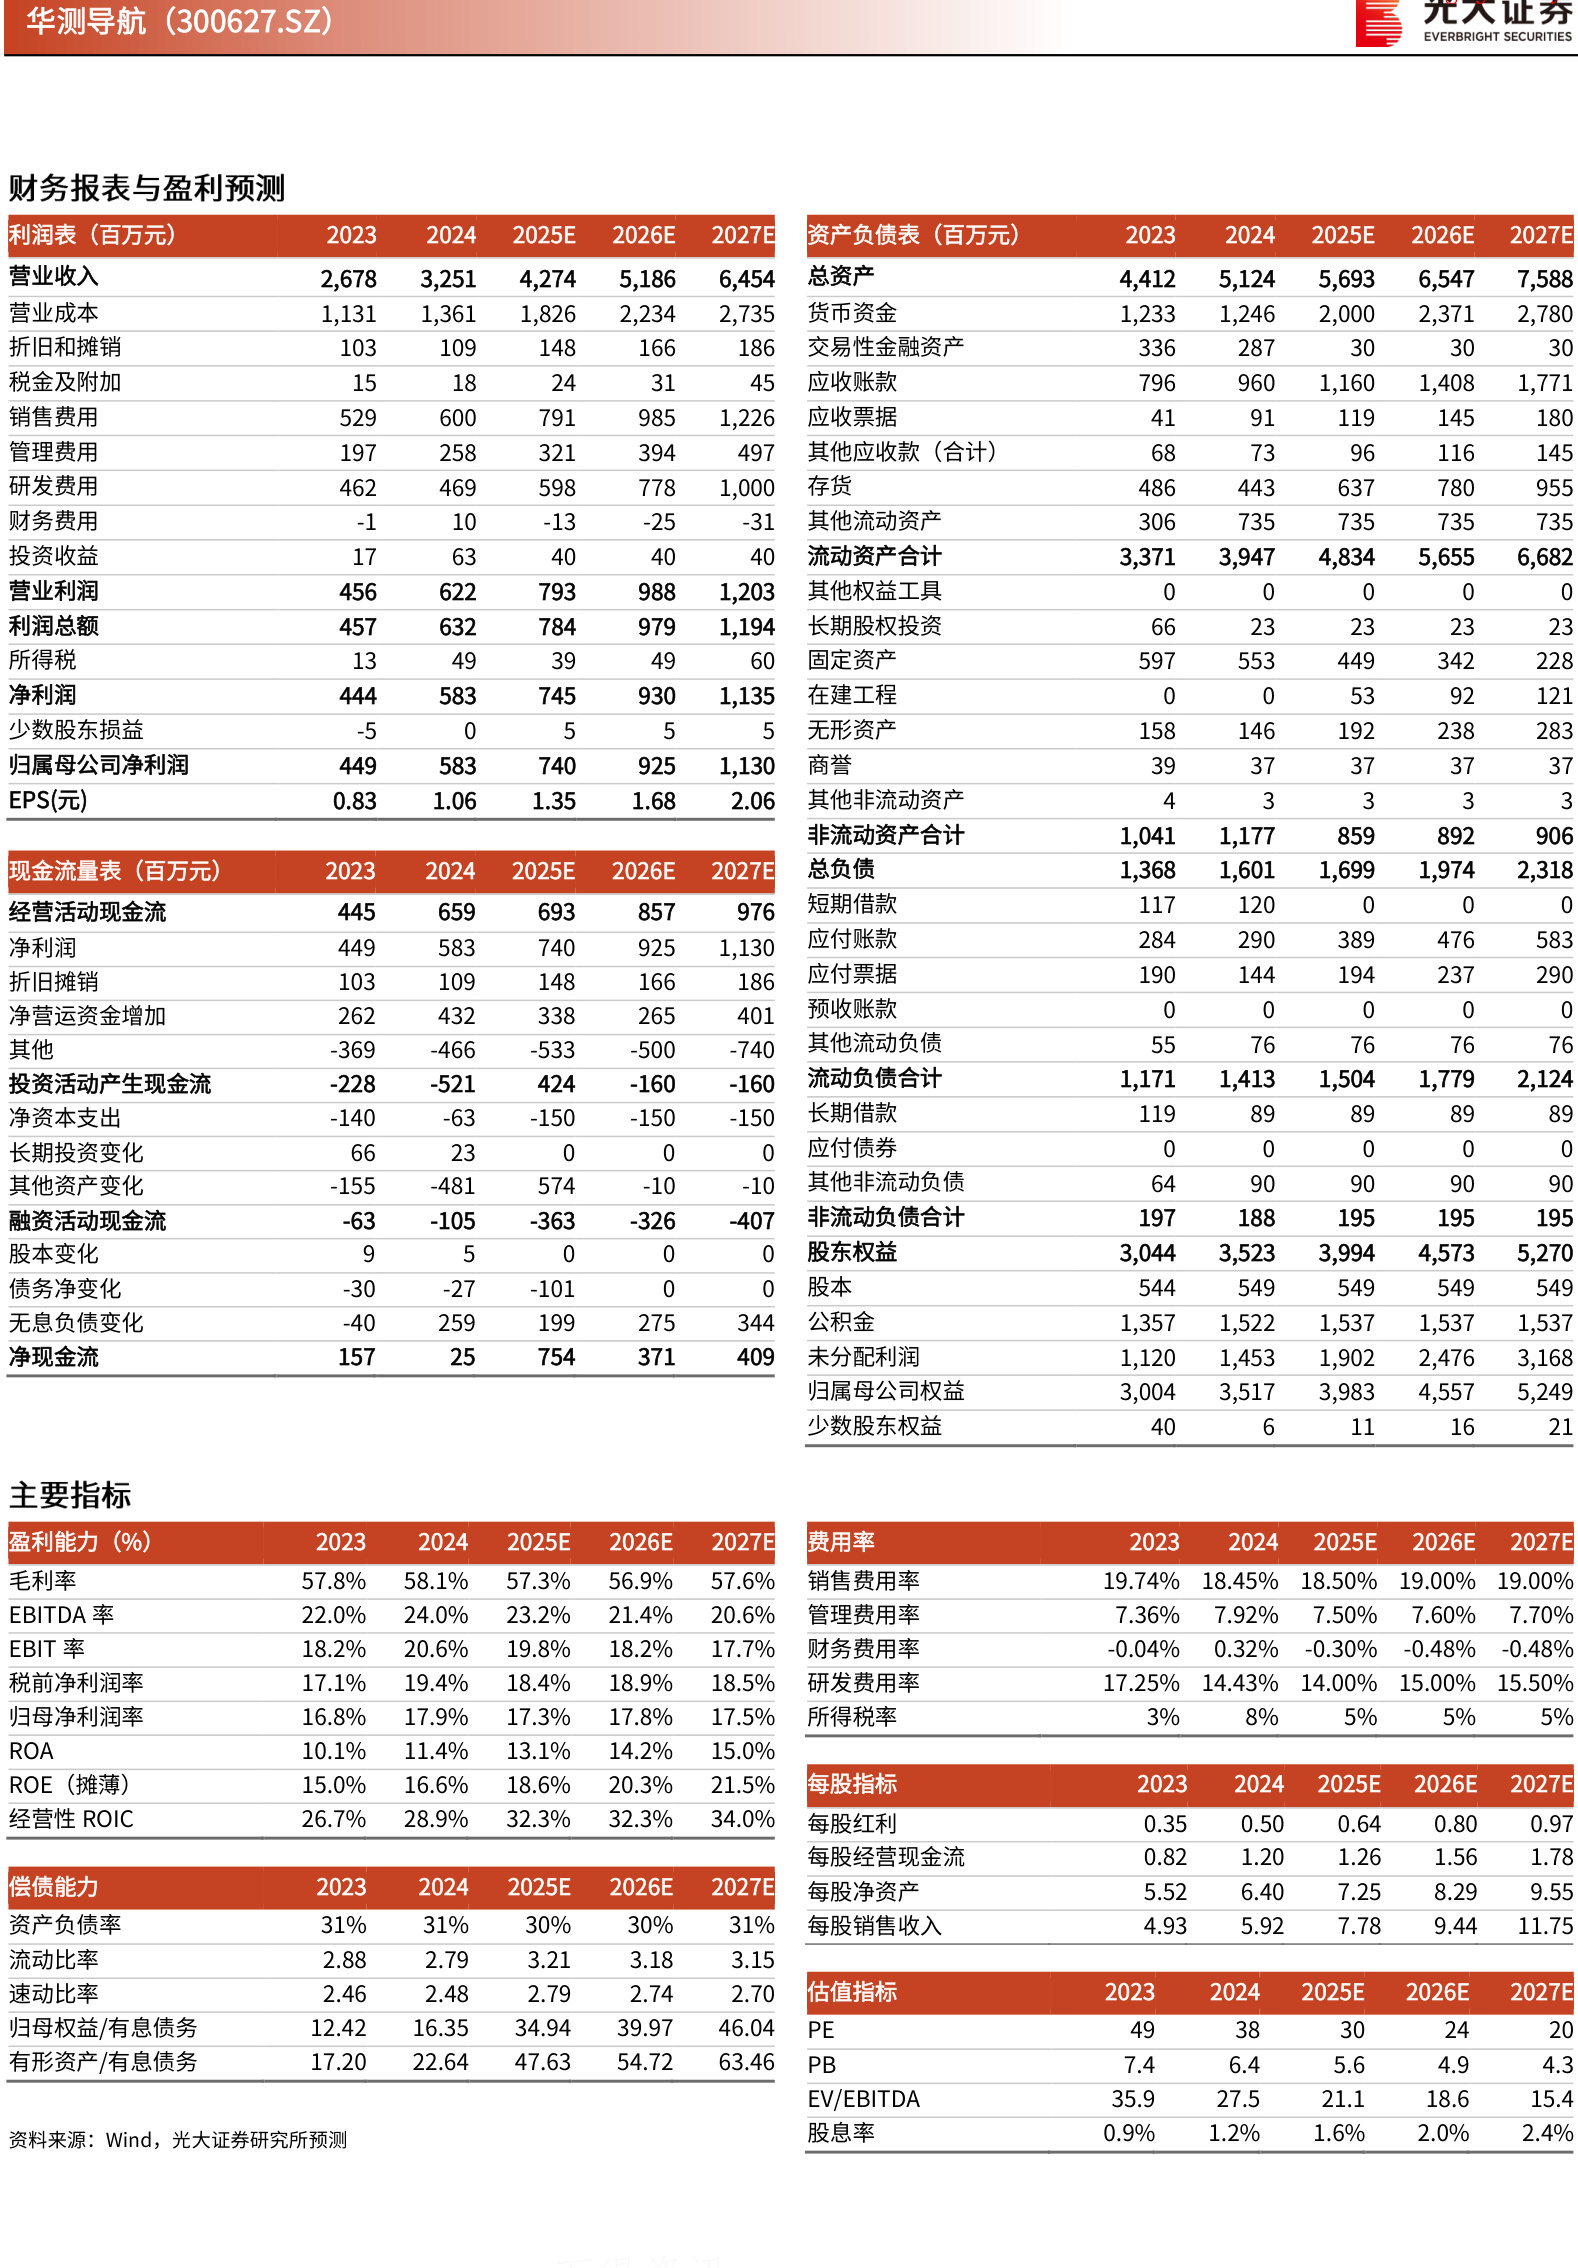 华测导航（300627.SZ）
光大证券
EVERBRIGHT SECURITIES
财务报表与盈利预测
利润表（百万元） 2023 2024 2025E 2026E 2027E
营业收入 2,678 3,251 4,274 5,186 6,454
营业成本 1,131 1,361 1,826 2,234 2,735
折旧和摊销 103 109 148 166 186
税金及附加 15 18 24 31 45
销售费用 529 600 791 985 1,226
管理费用 197 258 321 394 497
研发费用 462 469 598 778 1,000
财务费用 -1 10 -13 -25 -31
投资收益 17 63 40 40 40
营业利润 456 622 793 988 1,203
利润总额 457 632 784 979 1,194
所得税 13 49 39 49 60
净利润 444 583 745 930 1,135
少数股东损益 -5 0 5 5 5
归属母公司净利润 449 583 740 925 1,130
EPS(元) 0.83 1.06 1.35 1.68 2.06
现金流量表（百万元） 2023 2024 2025E 2026E 2027E
经营活动现金流 445 659 693 857 976
净利润 449 583 740 925 1,130
折旧摊销 103 109 148 166 186
净营运资金增加 262 432 338 265 401
其他 -369 -466 -533 -500 -740
投资活动产生现金流 -228 -521 424 -160 -160
净资本支出 -140 -63 -150 -150 -150
长期投资变化 66 23 0 0 0
其他资产变化 -155 -481 574 -10 -10
融资活动现金流 -63 -105 -363 -326 -407
股本变化 9 5 0 0 0
债务净变化 -30 -27 -101 0 0
无息负债变化 -40 259 199 275 344
净现金流 157 25 754 371 409
资产负债表（百万元） 2023 2024 2025E 2026E 2027E
总资产 4,412 5,124 5,693 6,547 7,588
货币资金 1,233 1,246 2,000 2,371 2,780
交易性金融资产 336 287 30 30 30
应收账款 796 960 1,160 1,408 1,771
应收票据 41 91 119 145 180
其他应收款（合计） 68 73 96 116 145
存货 486 443 637 780 955
其他流动资产 306 735 735 735 735
流动资产合计 3,371 3,947 4,834 5,655 6,682
其他权益工具 0 0 0 0 0
长期股权投资 66 23 23 23 23
固定资产 597 553 449 342 228
在建工程 0 0 53 92 121
无形资产 158 146 192 238 283
商誉 39 37 37 37 37
其他非流动资产 4 3 3 3 3
非流动资产合计 1,041 1,177 859 892 906
总负债 1,368 1,601 1,699 1,974 2,318
短期借款 117 120 0 0 0
应付账款 284 290 389 476 583
应付票据 190 144 194 237 290
预收账款 0 0 0 0 0
其他流动负债 55 76 76 76 76
流动负债合计 1,171 1,413 1,504 1,779 2,124
长期借款 119 89 89 89 89
应付债券 0 0 0 0 0
其他非流动负债 64 90 90 90 90
非流动负债合计 197 188 195 195 195
股东权益 3,044 3,523 3,994 4,573 5,270
股本 544 549 549 549 549
公积金 1,357 1,522 1,537 1,537 1,537
未分配利润 1,120 1,453 1,902 2,476 3,168
归属母公司权益 3,004 3,517 3,983 4,557 5,249
少数股东权益 40 6 11 16 21
主要指标
盈利能力（%） 2023 2024 2025E 2026E 2027E
毛利率 57.8% 58.1% 57.3% 56.9% 57.6%
EBITDA 率 22.0% 24.0% 23.2% 21.4% 20.6%
EBIT 率 18.2% 20.6% 19.8% 18.2% 17.7%
税前净利润率 17.1% 19.4% 18.4% 18.9% 18.5%
归母净利润率 16.8% 17.9% 17.3% 17.8% 17.5%
ROA 10.1% 11.4% 13.1% 14.2% 15.0%
ROE（摊薄） 15.0% 16.6% 18.6% 20.3% 21.5%
经营性 ROIC 26.7% 28.9% 32.3% 32.3% 34.0%
偿债能力 2023 2024 2025E 2026E 2027E
资产负债率 31% 31% 30% 30% 31%
流动比率 2.88 2.79 3.21 3.18 3.15
速动比率 2.46 2.48 2.79 2.74 2.70
归母权益/有息债务 12.42 16.35 34.94 39.97 46.04
有形资产/有息债务 17.20 22.64 47.63 54.72 63.46
资料来源：Wind，光大证券研究所预测
费用率 2023 2024 2025E 2026E 2027E
销售费用率 19.74% 18.45% 18.50% 19.00% 19.00%
管理费用率 7.36% 7.92% 7.50% 7.60% 7.70%
财务费用率 -0.04% 0.32% -0.30% -0.48% -0.48%
研发费用率 17.25% 14.43% 14.00% 15.00% 15.50%
所得税率 3% 8% 5% 5% 5%
每股指标 2023 2024 2025E 2026E 2027E
每股红利 0.35 0.50 0.64 0.80 0.97
每股经营现金流 0.82 1.20 1.26 1.56 1.78
每股净资产 5.52 6.40 7.25 8.29 9.55
每股销售收入 4.93 5.92 7.78 9.44 11.75
估值指标 2023 2024 2025E 2026E 2027E
PE 49 38 30 24 20
PB 7.4 6.4 5.6 4.9 4.3
EV/EBITDA 35.9 27.5 21.1 18.6 15.4
股息率 0.9% 1.2% 1.6% 2.0% 2.4%